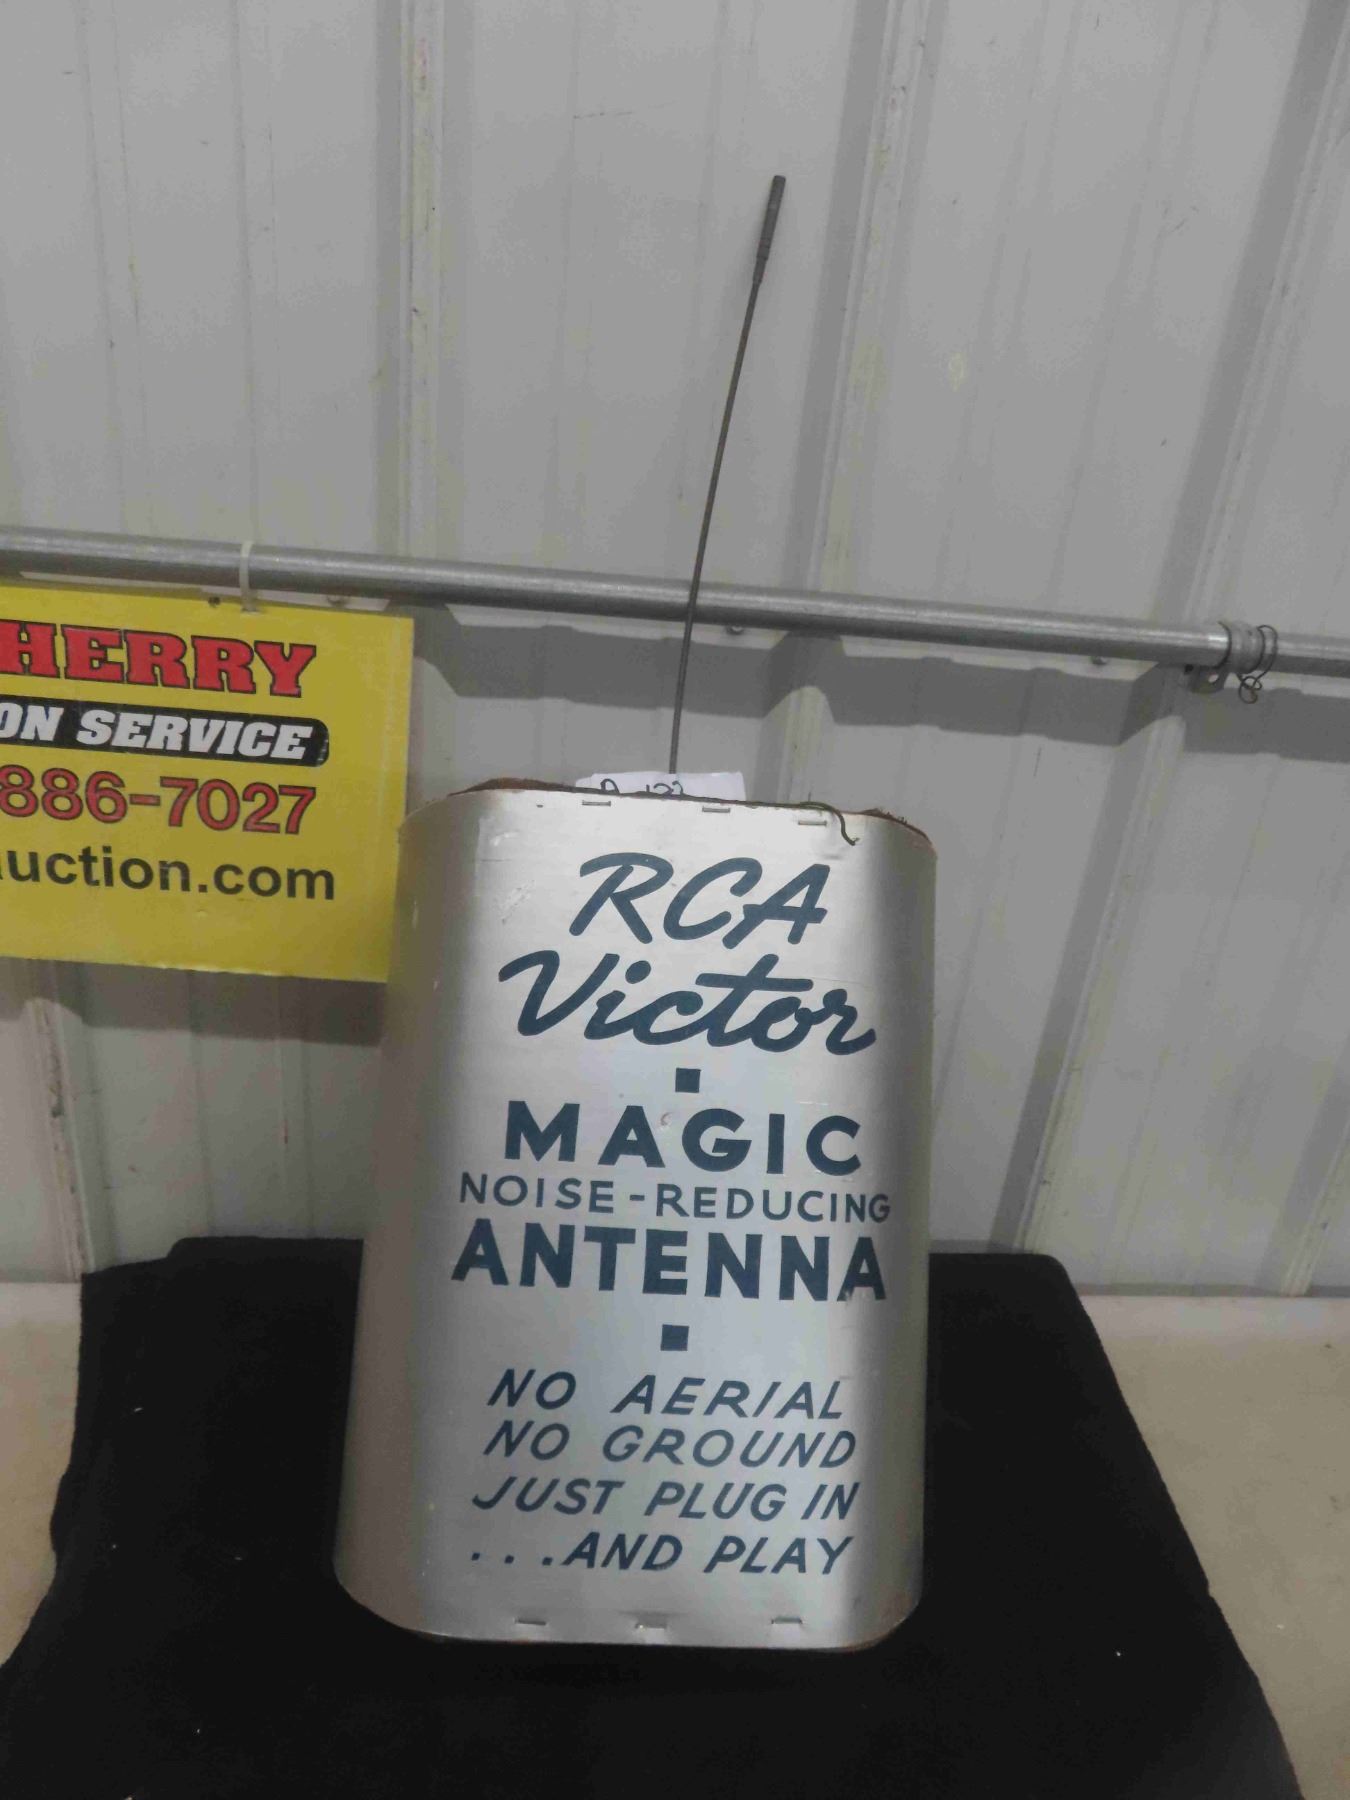 HERRY
ON SERVICE
886-7027
auction.com
RCA
Victor
MAGIC
NOISE-REDUCING
ANTENNA
NO AERIAL
NO GROUND
JUST PLUG IN
...AND PLAY